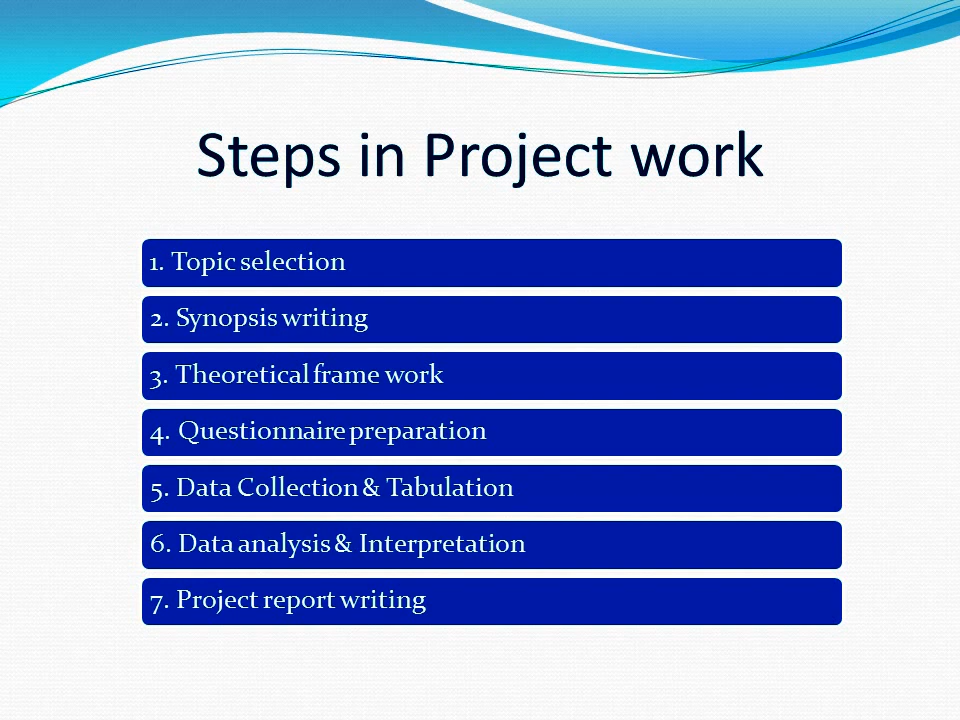 Steps in Project work
1. Topic selection
2. Synopsis writing
3. Theoretical frame work
4. Questionnaire preparation
5. Data Collection & Tabulation
6. Data analysis & Interpretation
7. Project report writing